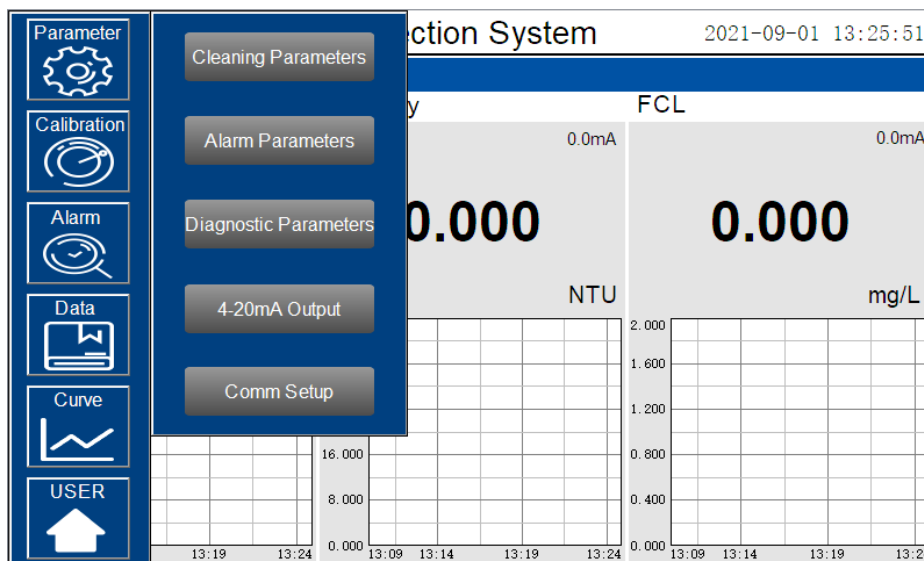 Parameter
Calibration
Alarm
Data
Curve
USER
Cleaning Parameters
Alarm Parameters
Diagnostic Parameters
4-20mA Output
Comm Setup
ction System
2021-09-01 13:25:51
y
FCL
0.0mA
0.0mA
0.000
0.000
NTU
mg/L
16.000
8.000
0.000
2.000
1.600
1.200
0.800
0.400
0.000
13:19
13:24
13:09
13:14
13:19
13:24
13:09
13:14
13:19
13:2